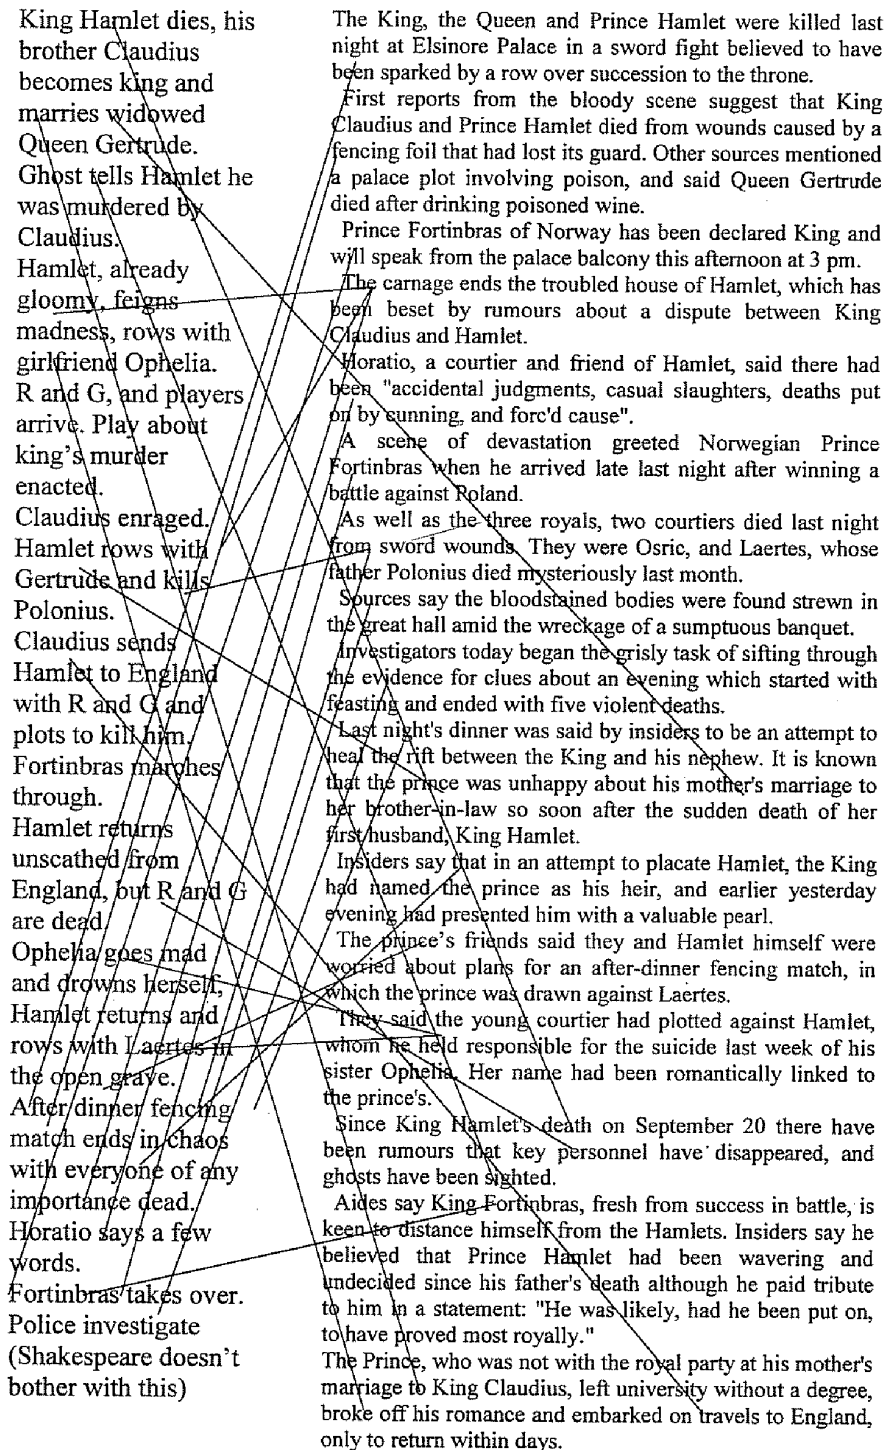 King Hamlet dies, his
brother Claudius
becomes king and
marries widowed
Queen Gertrude.
Ghost tells Hamlet he
was murdered by
Claudius.
Hamlet, already
gloomy, feigns
madness, rows with
girlfriend Ophelia.
R and G, and players
arrive. Play about
king's murder
enacted.
Claudius enraged.
Hamlet rows with
Gertrude and kills
Polonius.
Claudius sends
Hamlet to England
with R and G and
plots to kill him.
Fortinbras marches
through.
Hamlet returns
unscathed from
England, but R and G
are dead.
Ophelia goes mad
and drowns herself;
Hamlet returns and
rows with Laertes in
the open grave.
After dinner fencing
match ends in chaos
with everyone of any
importance dead.
Horatio says a few
words.
Fortinbras takes over.
Police investigate
(Shakespeare doesn't
bother with this)
The King, the Queen and Prince Hamlet were killed last
night at Elsinore Palace in a sword fight believed to have
been sparked by a row over succession to the throne.
First reports from the bloody scene suggest that King
Claudius and Prince Hamlet died from wounds caused by a
fencing foil that had lost its guard. Other sources mentioned
a palace plot involving poison, and said Queen Gertrude
died after drinking poisoned wine.
Prince Fortinbras of Norway has been declared King and
will speak from the palace balcony this afternoon at 3 pm.
The carnage ends the troubled house of Hamlet, which has
been beset by rumours about a dispute between King
Claudius and Hamlet.
Horatio, a courtier and friend of Hamlet, said there had
been "accidental judgments, casual slaughters, deaths put
on by cunning, and forc'd cause".
A scene of devastation greeted Norwegian Prince
Fortinbras when he arrived late last night after winning a
battle against Poland.
As well as the three royals, two courtiers died last night
from sword wounds. They were Osric, and Laertes, whose
father Polonius died mysteriously last month.
Sources say the bloodstained bodies were found strewn in
the great hall amid the wreckage of a sumptuous banquet.
Investigators today began the grisly task of sifting through
the evidence for clues about an evening which started with
feasting and ended with five violent deaths.
Last night's dinner was said by insiders to be an attempt to
heal the rift between the King and his nephew. It is known
that the prince was unhappy about his mother's marriage to
her brother-in-law so soon after the sudden death of her
first husband, King Hamlet.
Insiders say that in an attempt to placate Hamlet, the King
had named the prince as his heir, and earlier yesterday
evening had presented him with a valuable pearl.
The prince's friends said they and Hamlet himself were
worried about plans for an after-dinner fencing match, in
which the prince was drawn against Laertes.
They said the young courtier had plotted against Hamlet,
whom he held responsible for the suicide last week of his
sister Ophelia. Her name had been romantically linked to
the prince's.
Since King Hamlet's death on September 20 there have
been rumours that key personnel have disappeared, and
ghosts have been sighted.
Aides say King Fortinbras, fresh from success in battle, is
keen to distance himself from the Hamlets. Insiders say he
believed that Prince Hamlet had been wavering and
undecided since his father's death although he paid tribute
to him in a statement: "He was likely, had he been put on,
to have proved most royally."
The Prince, who was not with the royal party at his mother's
marriage to King Claudius, left university without a degree,
broke off his romance and embarked on travels to England,
only to return within days.